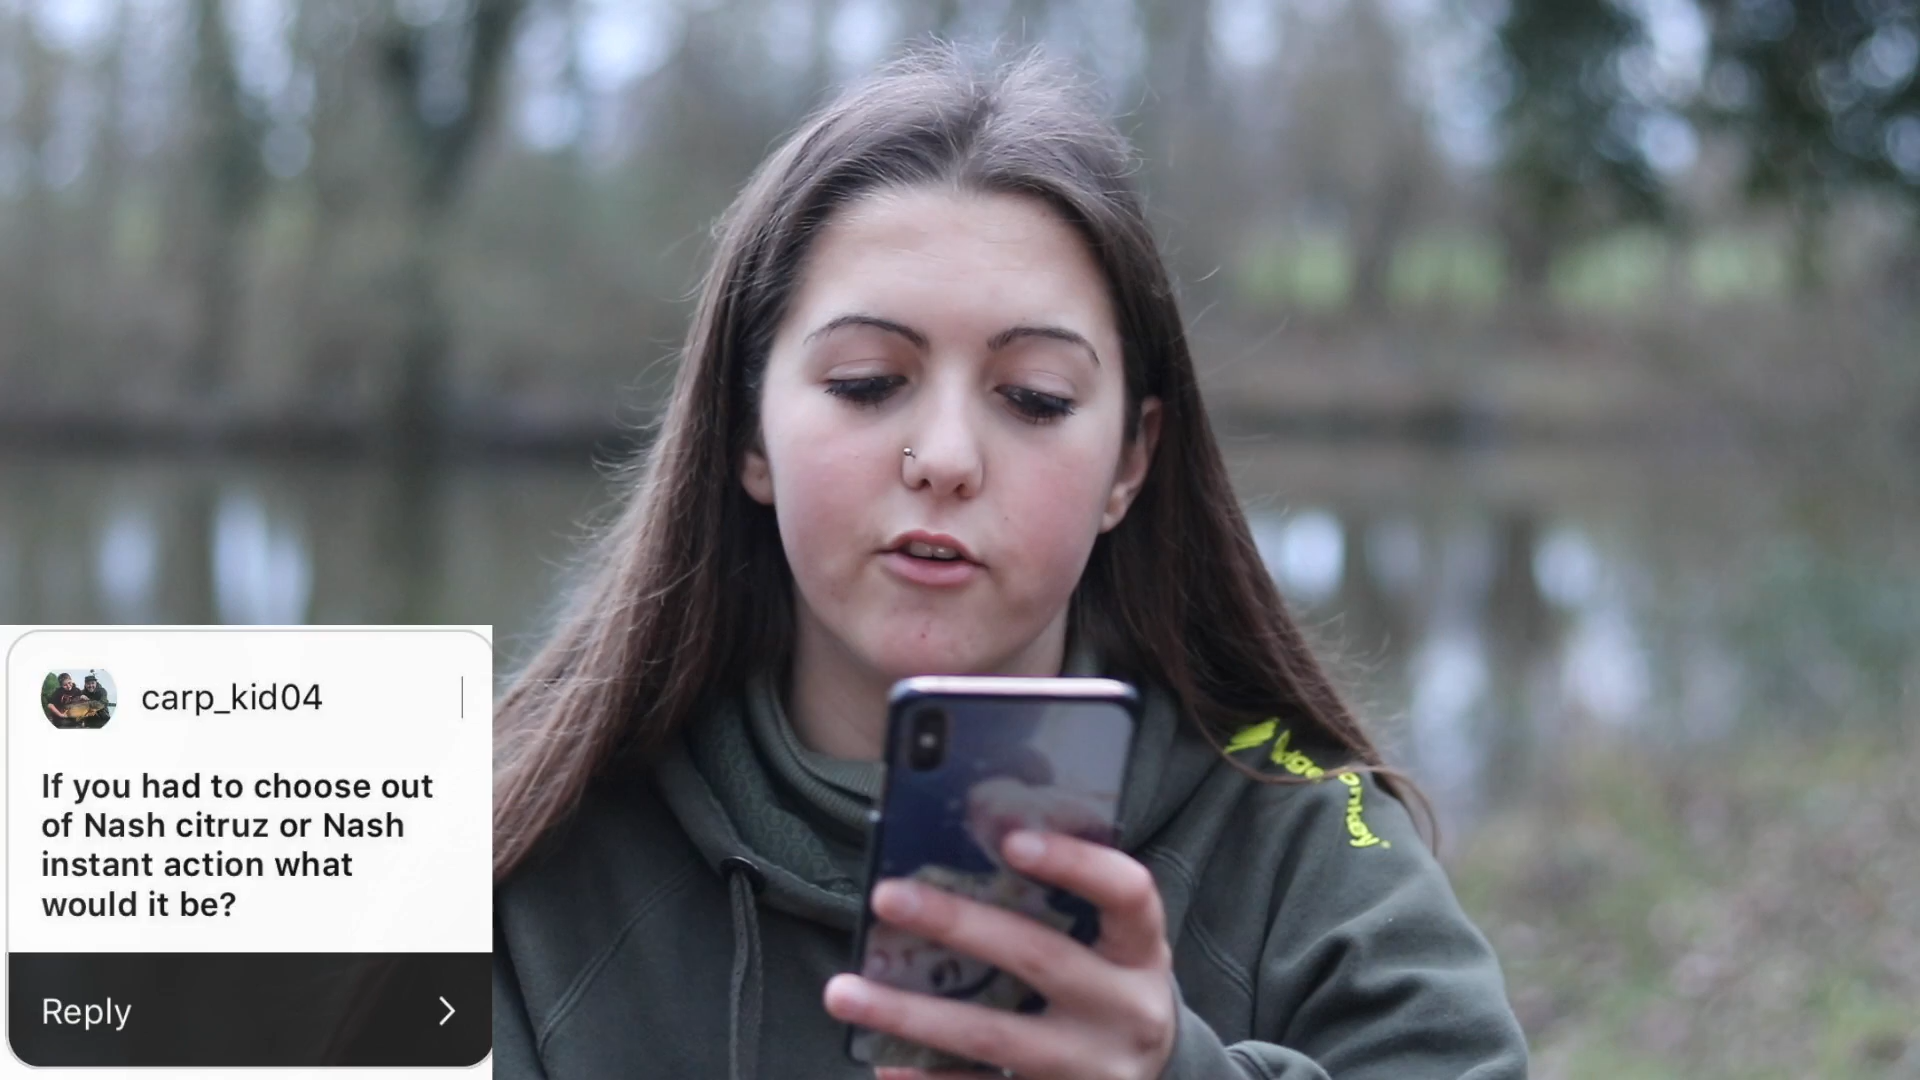 carp_kid04
If you had to choose out
of Nash citruz or Nash
instant action what
would it be?
Reply